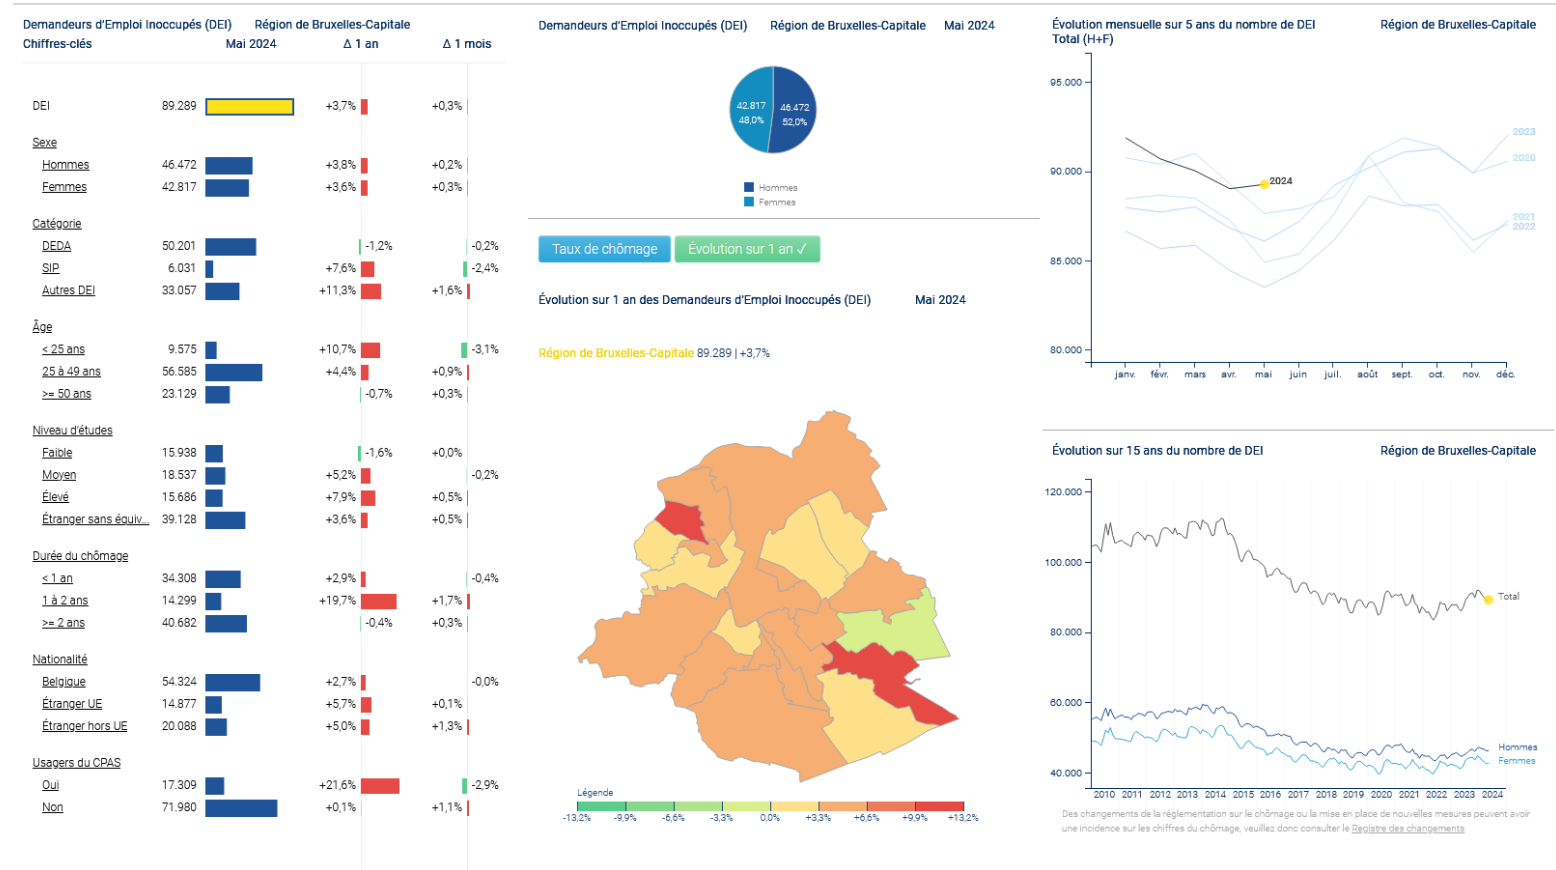 Demandeurs d'Emploi Inoccupés (DEI) Région de Bruxelles-Capitale
Chiffres-clés Mai 2024 Δ 1 an Δ 1 mois
DEI 89.289 +3,7% +0,3%
Sexe
Hommes 46.472 +3,8% +0,2%
Femmes 42.817 +3,6% +0,3%
Catégorie
DEDA 50.201 -1,2% -0,2%
SIP 6.031 +7,6% -2,4%
Autres DEI 33.057 +11,3% +1,6%
Âge
< 25 ans 9.575 +10,7% -3,1%
25 à 49 ans 56.585 +4,4% +0,9%
>= 50 ans 23.129 -0,7% +0,3%
Niveau d'études
Faible 15.938 -1,6% +0,0%
Moyen 18.537 +5,2% -0,2%
Élevé 15.686 +7,9% +0,5%
Étranger sans équiv... 39.128 +3,6% +0,5%
Durée du chômage
< 1 an 34.308 +2,9% -0,4%
1 à 2 ans 14.299 +19,7% +1,7%
>= 2 ans 40.682 -0,4% +0,3%
Nationalité
Belgique 54.324 +2,7% -0,0%
Étranger UE 14.877 +5,7% +0,1%
Étranger hors UE 20.088 +5,0% +1,3%
Usagers du CPAS
Oui 17.309 +21,6% -2,9%
Non 71.980 +0,1% +1,1%
Demandeurs d'Emploi Inoccupés (DEI) Région de Bruxelles-Capitale Mai 2024
42.817 46.472
48,0% 52,0%
Hommes
Femmes
Taux de chômage Évolution sur 1 an ✓
Évolution sur 1 an des Demandeurs d'Emploi Inoccupés (DEI) Mai 2024
Région de Bruxelles-Capitale 89.289 | +3,7%
Légende
-13,2% -9,9% -6,6% -3,3% 0,0% +3,3% +6,6% +9,9% +13,2%
Évolution mensuelle sur 5 ans du nombre de DEI Région de Bruxelles-Capitale
Total (H+F)
95.000
90.000
85.000
80.000
2023
2020
2024
2021
2022
janv. févr. mars avr. mai juin juil. août sept. oct. nov. déc.
Évolution sur 15 ans du nombre de DEI Région de Bruxelles-Capitale
120.000
100.000
80.000
60.000
40.000
Total
Hommes
Femmes
2010 2011 2012 2013 2014 2015 2016 2017 2018 2019 2020 2021 2022 2023 2024
Des changements de la réglementation sur le chômage ou la mise en place de nouvelles mesures peuvent avoir
une incidence sur les chiffres du chômage, veuillez donc consulter le Registre des changements